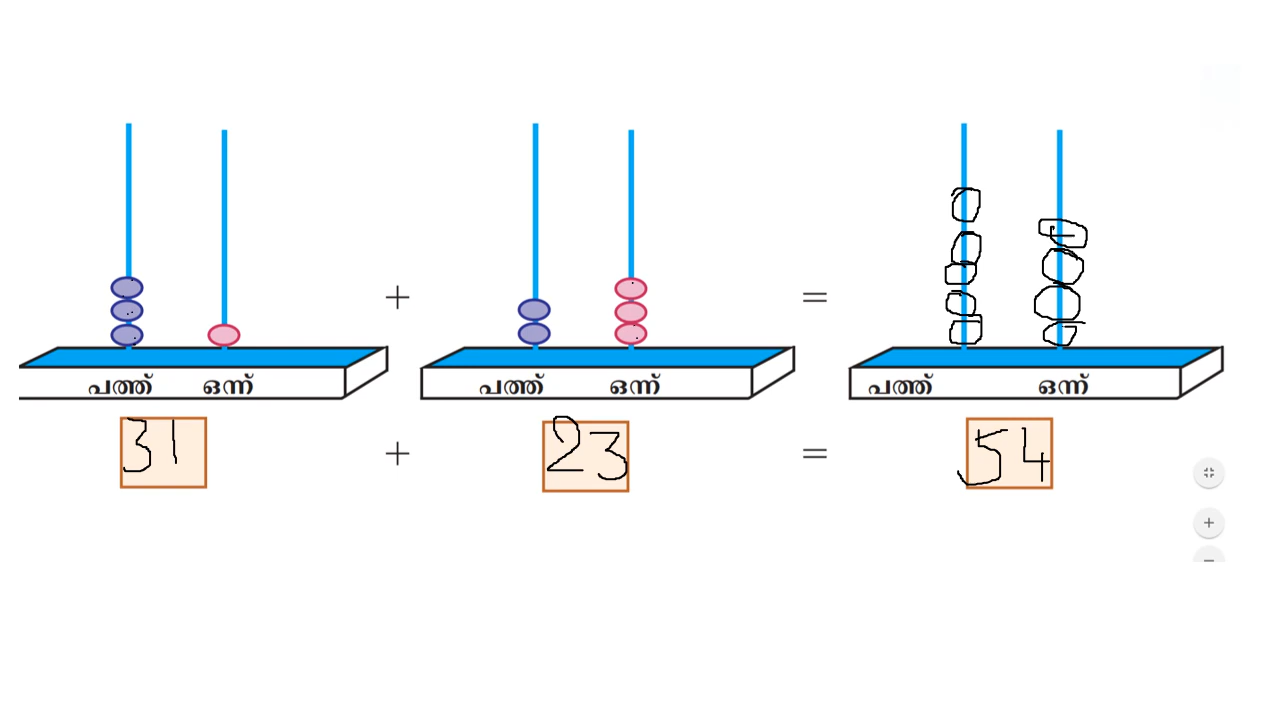 + =
പത്ത് ഒന്ന് പത്ത് ഒന്ന് പത്ത് ഒന്ന്
31 + 23 = 54